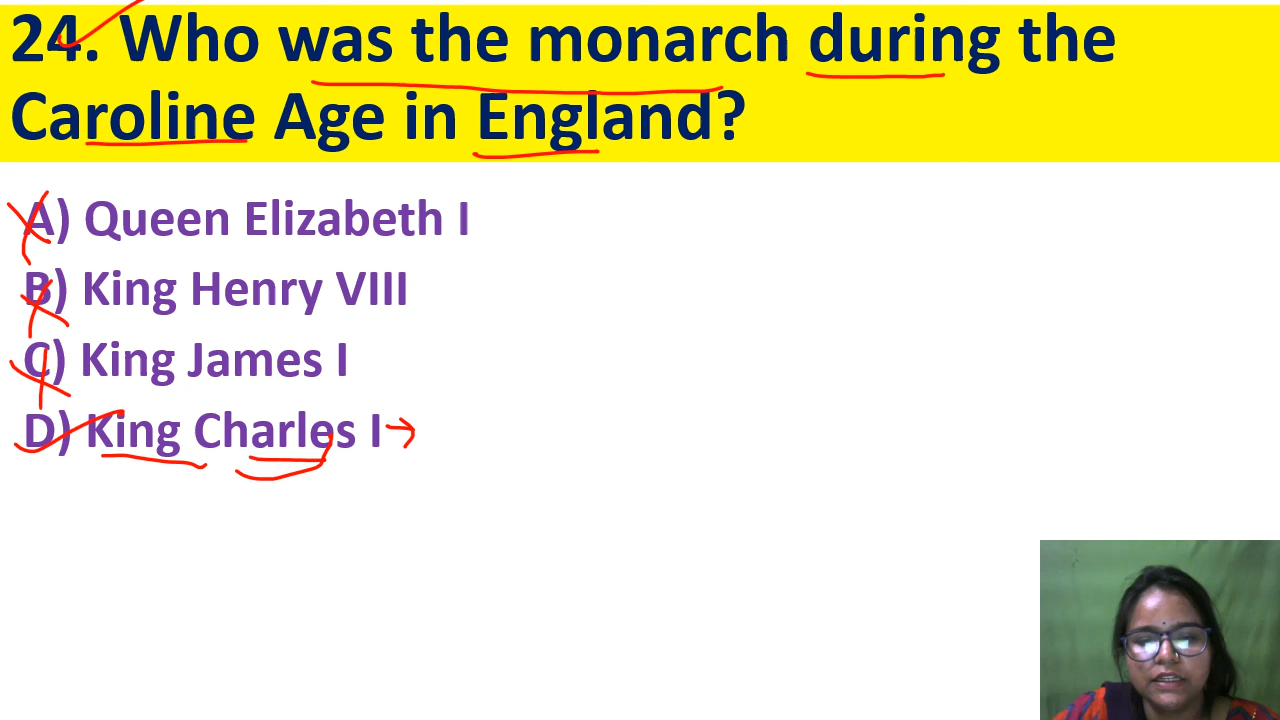 24. Who was the monarch during the
Caroline Age in England?
A) Queen Elizabeth I
B) King Henry VIII
C) King James I
D) King Charles I